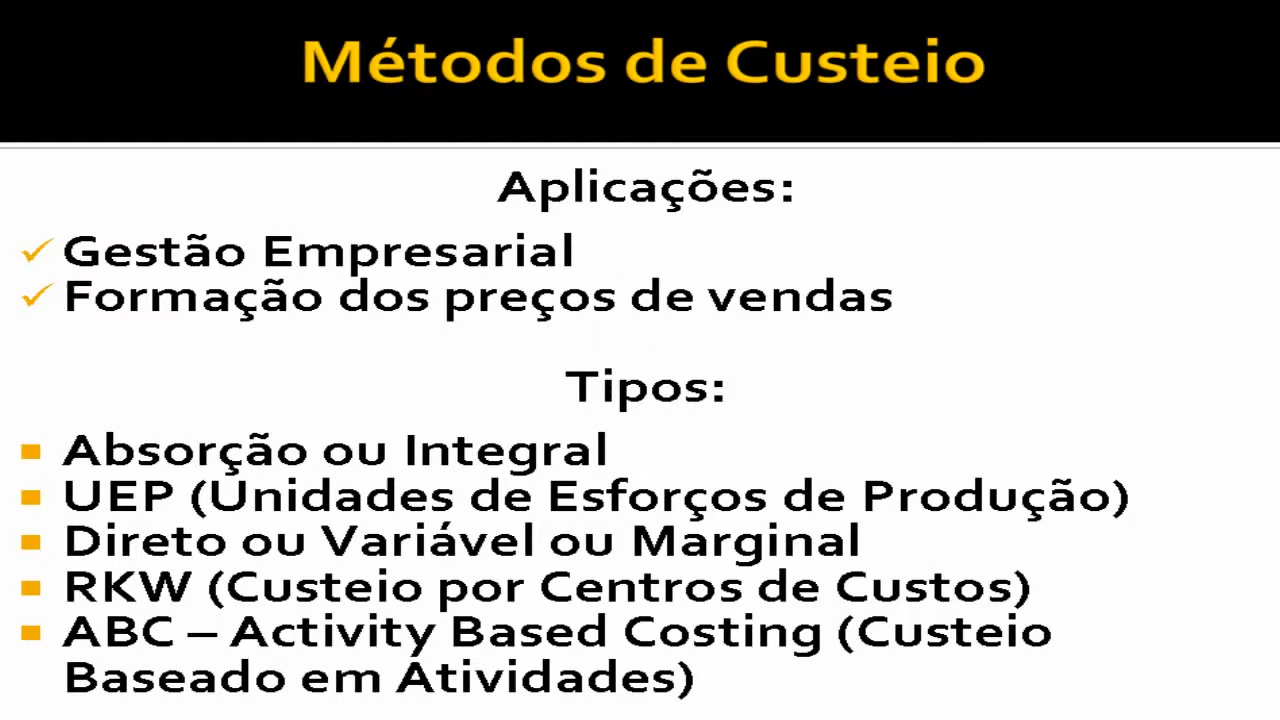 Métodos de Custeio
Aplicações:
✓ Gestão Empresarial
✓ Formação dos preços de vendas
Tipos:
▪ Absorção ou Integral
▪ UEP (Unidades de Esforços de Produção)
▪ Direto ou Variável ou Marginal
▪ RKW (Custeio por Centros de Custos)
▪ ABC – Activity Based Costing (Custeio
Baseado em Atividades)